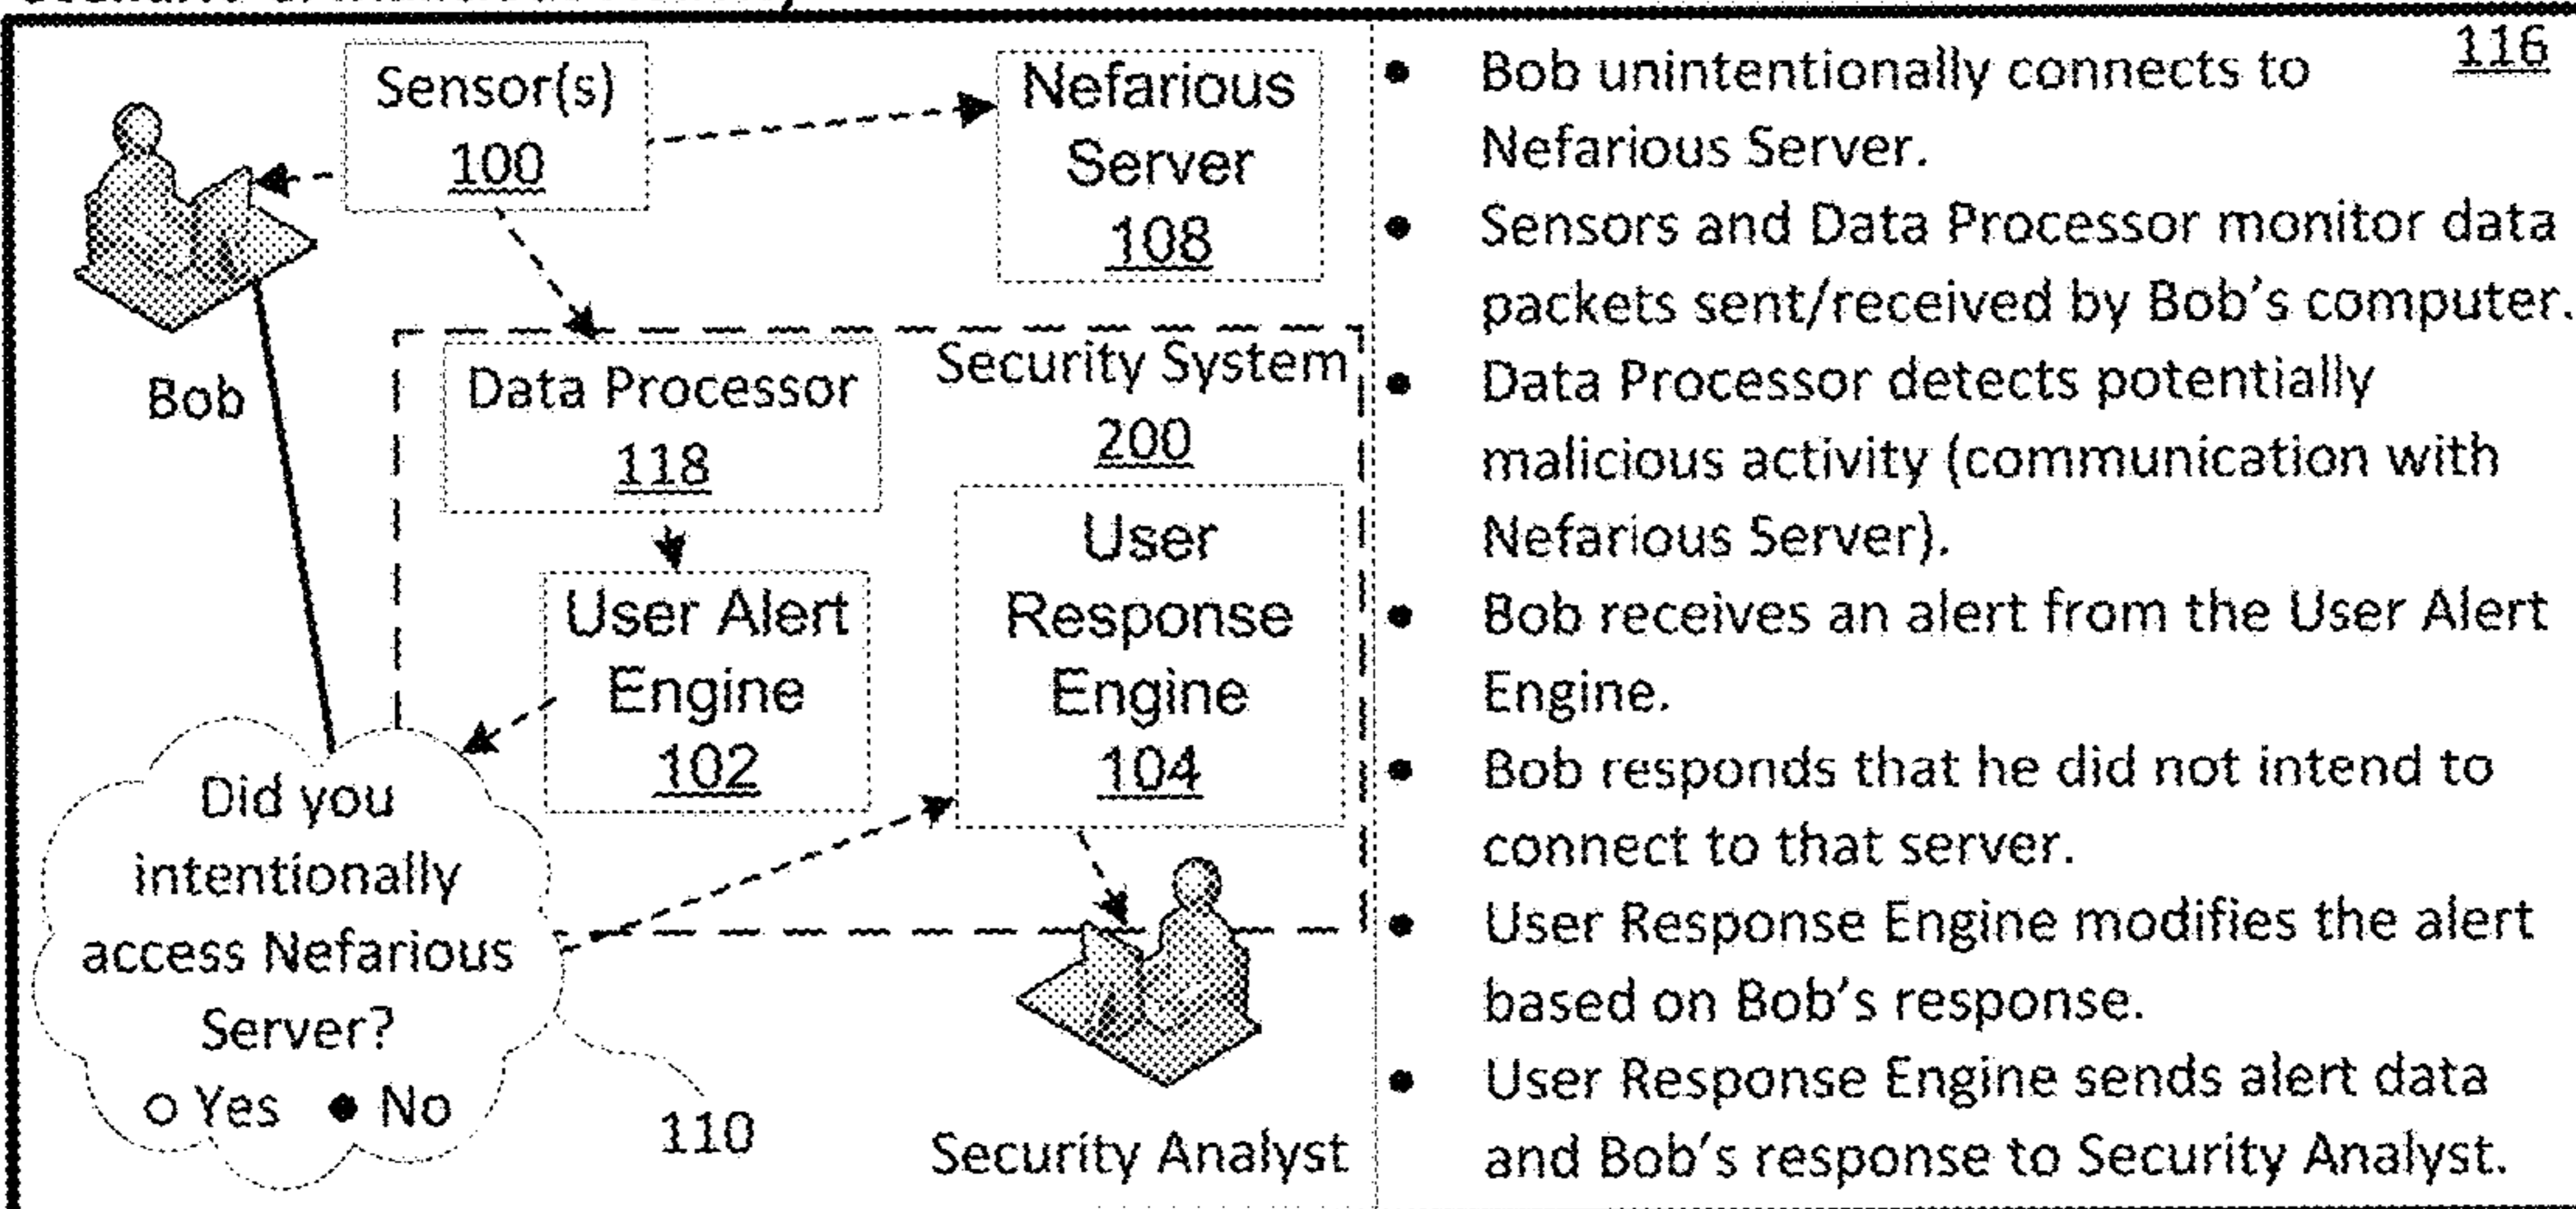 Sensor(s)
100
Nefarious
Server
108
Bob
Security System
200
Data Processor
118
User Alert
Engine
102
User
Response
Engine
104
Did you
intentionally
access Nefarious
Server?
Yes No
110
Security Analyst
116
Bob unintentionally connects to
Nefarious Server.
Sensors and Data Processor monitor data
packets sent/received by Bob's computer.
Data Processor detects potentially
malicious activity (communication with
Nefarious Server).
Bob receives an alert from the User Alert
Engine.
Bob responds that he did not intend to
connect to that server.
User Response Engine modifies the alert
based on Bob's response.
User Response Engine sends alert data
and Bob's response to Security Analyst.